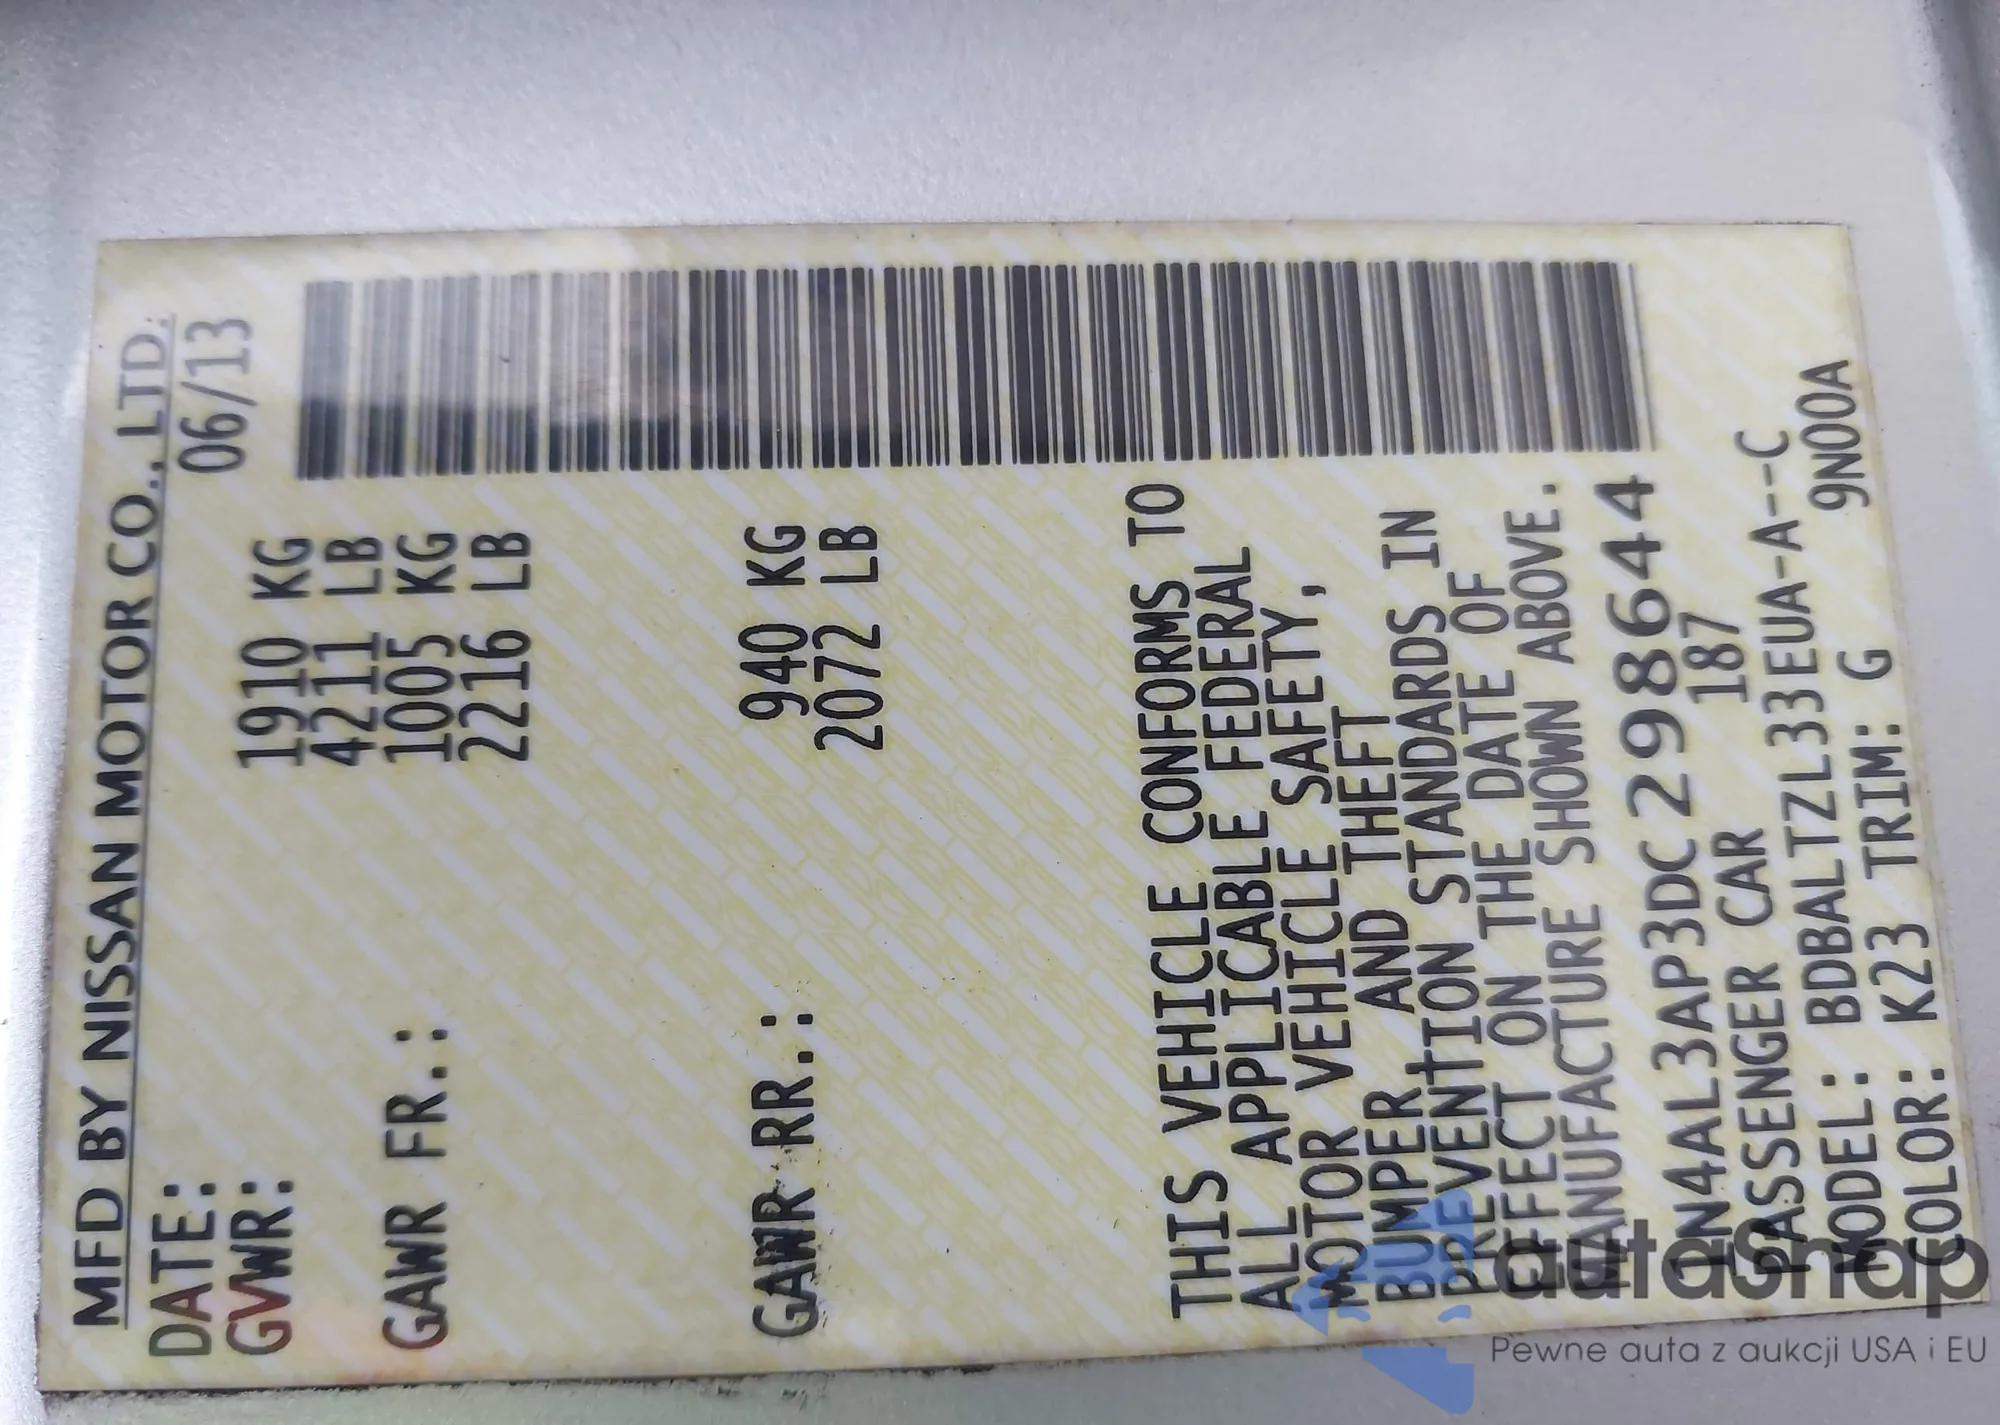 MFD BY NISSAN MOTOR CO., LTD.
DATE: 06/13
GVWR: 1910 KG
4211 LB
GAWR FR.: 1005 KG
2216 LB
GAWR RR.: 940 KG
2072 LB
THIS VEHICLE CONFORMS TO
ALL APPLICABLE FEDERAL
MOTOR VEHICLE SAFETY,
BUMPER AND THEFT
PREVENTION STANDARDS IN
EFFECT ON THE DATE OF
MANUFACTURE SHOWN ABOVE.
1N4AL3AP3DC298644
PASSENGER CAR 187
MODEL: BDBALTZL33EUA-A--C
COLOR: K23 TRIM: G 9N00A
autaSnap
Pewne auta z aukcji USA i EU